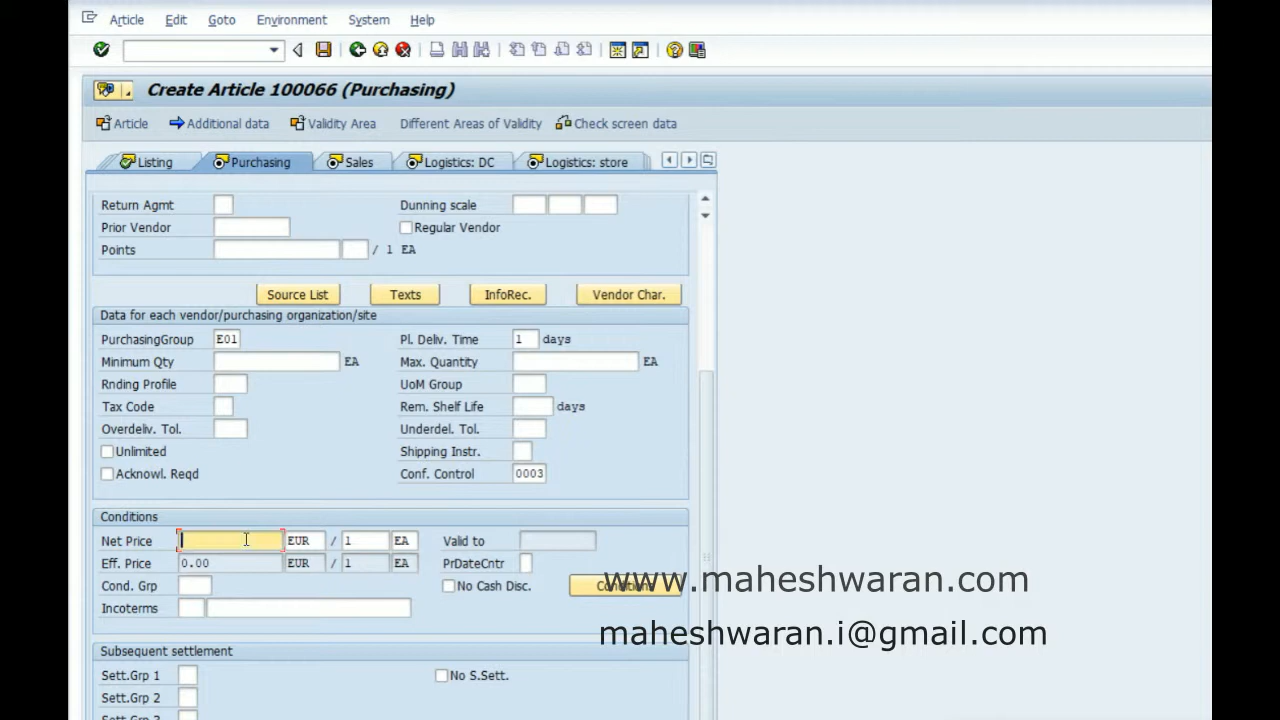 Article Edit Goto Environment System Help
Create Article 100066 (Purchasing)
Article Additional data Validity Area Different Areas of Validity Check screen data
Listing Purchasing Sales Logistics: DC Logistics: store
Return Agmt Dunning scale
Prior Vendor Regular Vendor
Points / 1 EA
Source List Texts InfoRec. Vendor Char.
Data for each vendor/purchasing organization/site
PurchasingGroup E01 Pl. Deliv. Time 1 days
Minimum Qty EA Max. Quantity EA
Rnding Profile UoM Group
Tax Code Rem. Shelf Life days
Overdeliv. Tol. Underdel. Tol.
Unlimited Shipping Instr.
Acknowl. Reqd Conf. Control 0003
Conditions
Net Price EUR / 1 EA Valid to
Eff. Price 0.00 EUR / 1 EA PrDateCntr
Cond. Grp No Cash Disc.
www.maheshwaran.com
Incoterms
maheshwaran.i@gmail.com
Subsequent settlement
Sett.Grp 1 No S.Sett.
Sett.Grp 2